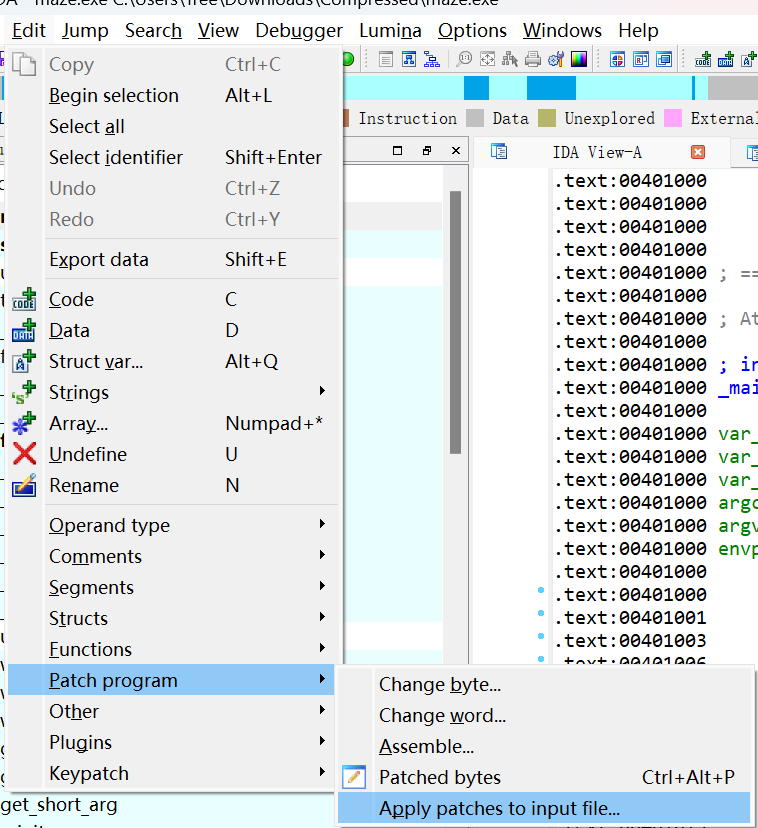 IDA - maze.exe C:\Users\Tree\Downloads\Compressed\maze.exe
Edit Jump Search View Debugger Lumina Options Windows Help
Copy Ctrl+C
Begin selection Alt+L
Select all
Select identifier Shift+Enter
Undo Ctrl+Z
Redo Ctrl+Y
Export data Shift+E
Code C
Data D
Struct var... Alt+Q
Strings
Array... Numpad+*
Undefine U
Rename N
Operand type
Comments
Segments
Structs
Functions
Patch program
Other
Plugins
Keypatch
get_short_arg
Change byte...
Change word...
Assemble...
Patched bytes Ctrl+Alt+P
Apply patches to input file...
Instruction Data Unexplored External
IDA View-A
.text:00401000
.text:00401000
.text:00401000
.text:00401000
.text:00401000 ; ==
.text:00401000
.text:00401000 ; At
.text:00401000
.text:00401000 ; in
.text:00401000 _mai
.text:00401000
.text:00401000 var_
.text:00401000 var_
.text:00401000 var_
.text:00401000 argc
.text:00401000 argv
.text:00401000 envp
.text:00401000
.text:00401000
.text:00401001
.text:00401003
.text:00401006